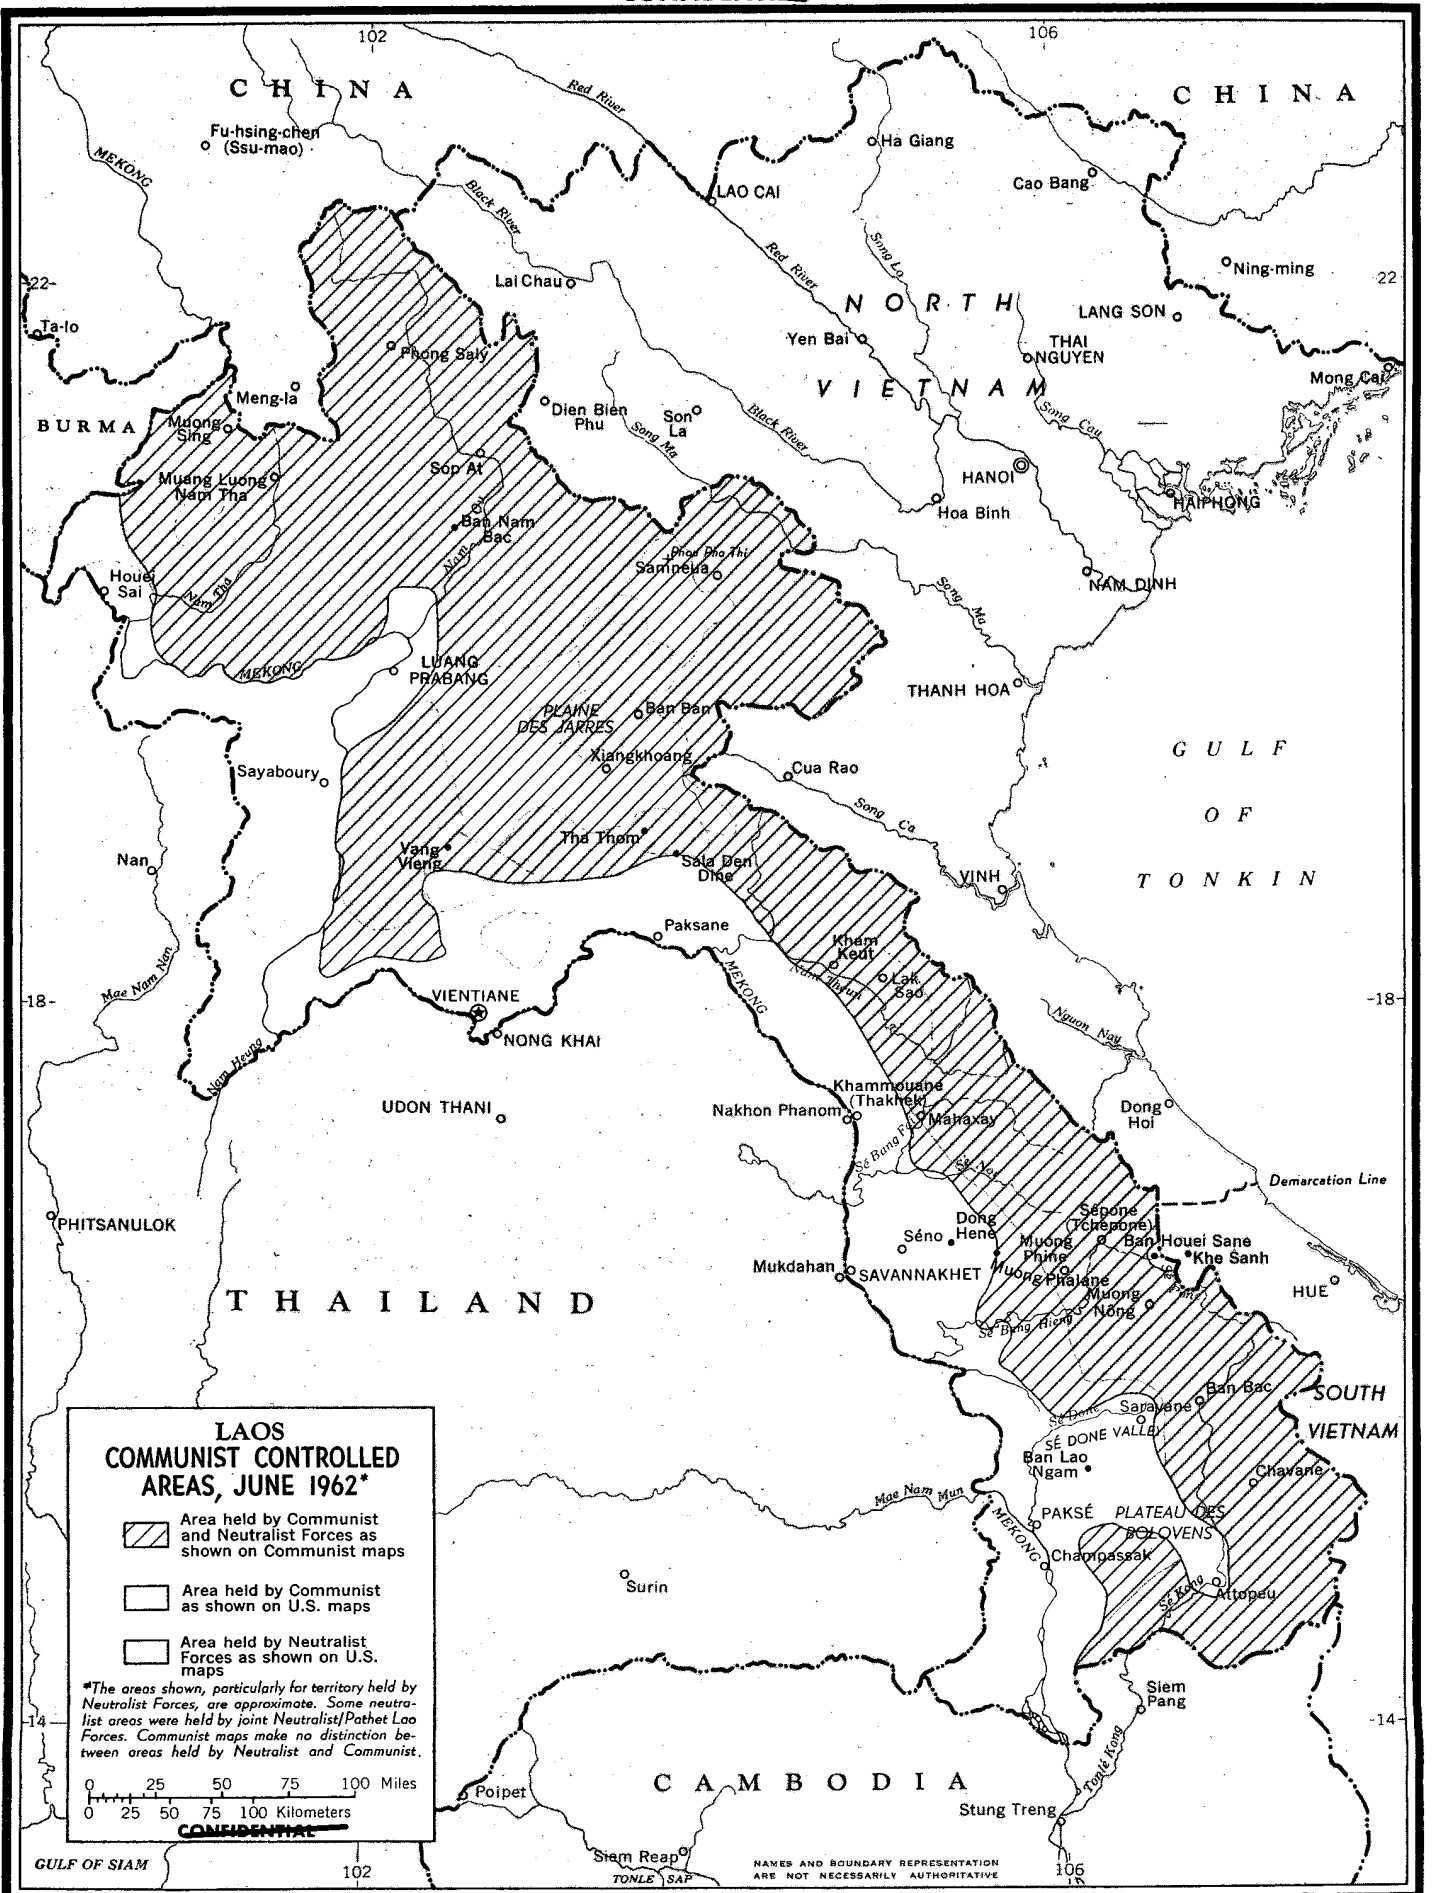 102
106
C H I N A
C H I N A
Red River
Fu-hsing-chen
(Ssu-mao)
Ha Giang
MEKONG
LAO CAI
Cao Bang
Black River
Song Lo
Red River
Ning-ming
22
Lai Chau
22
N O R T H
LANG SON
Ta-lo
Yen Bai
THAI
NGUYEN
Phong Saly
Mong Cai
V I E T N A M
Meng-la
Dien Bien
Phu
Son
La
Black River
Song Cau
BURMA
Muong
Sing
Song Ma
Sop At
HANOI
Muang Luong
Nam Tha
HAIPHONG
Hoa Binh
Ban Nam
Bac
Nam
Phou Pha Thi
Samneua
Houei
Sai
Nam Tha
NAM DINH
Song Ma
MEKONG
LUANG
PRABANG
THANH HOA
PLAINE
DES JARRES
Ban Ban
G U L F
Xiangkhoang
Cua Rao
Sayaboury
Song Ca
O F
Tha Thom
Vang
Vieng
Sala Den
Dine
Nan
VINH
T O N K I N
Paksane
Kham
Keut
Mae Nam Nan
MEKONG
Lak
Sao
18
VIENTIANE
18
Nguon Nay
NONG KHAI
Nam Heung
Khammouane
(Thakhek)
UDON THANI
Nakhon Phanom
Mahaxay
Dong
Hoi
Sé Bang Fai
Demarcation Line
PHITSANULOK
Sépone
(Tchepone)
Dong
Hene
Séno
Muong
Phine
Ban Houei Sane
Khe Sanh
Mukdahan
SAVANNAKHET
Muong Phalane
Muong
Nông
HUE
T H A I L A N D
Sé Bang Hieng
Ban Bac
SOUTH
VIETNAM
Sé Done
Saravane
SÉ DONE VALLEY
Ban Lao
Ngam
Chavane
Mae Nam Mun
MEKONG
PAKSÉ
PLATEAU DES
BOLOVENS
Champassak
Surin
Sé Kong
Attopeu
LAOS
COMMUNIST CONTROLLED
AREAS, JUNE 1962*
Area held by Communist
and Neutralist Forces as
shown on Communist maps
Area held by Communist
as shown on U.S. maps
Area held by Neutralist
Forces as shown on U.S.
maps
*The areas shown, particularly for territory held by
Neutralist Forces, are approximate. Some neutra-
list areas were held by joint Neutralist/Pathet Lao
Forces. Communist maps make no distinction be-
tween areas held by Neutralist and Communist.
0 25 50 75 100 Miles
0 25 50 75 100 Kilometers
CONFIDENTIAL
Siem
Pang
14
14
Tonlé Kong
C A M B O D I A
Poipet
Stung Treng
Siem Reap
GULF OF SIAM
102
TONLE SAP
NAMES AND BOUNDARY REPRESENTATION
ARE NOT NECESSARILY AUTHORITATIVE
106